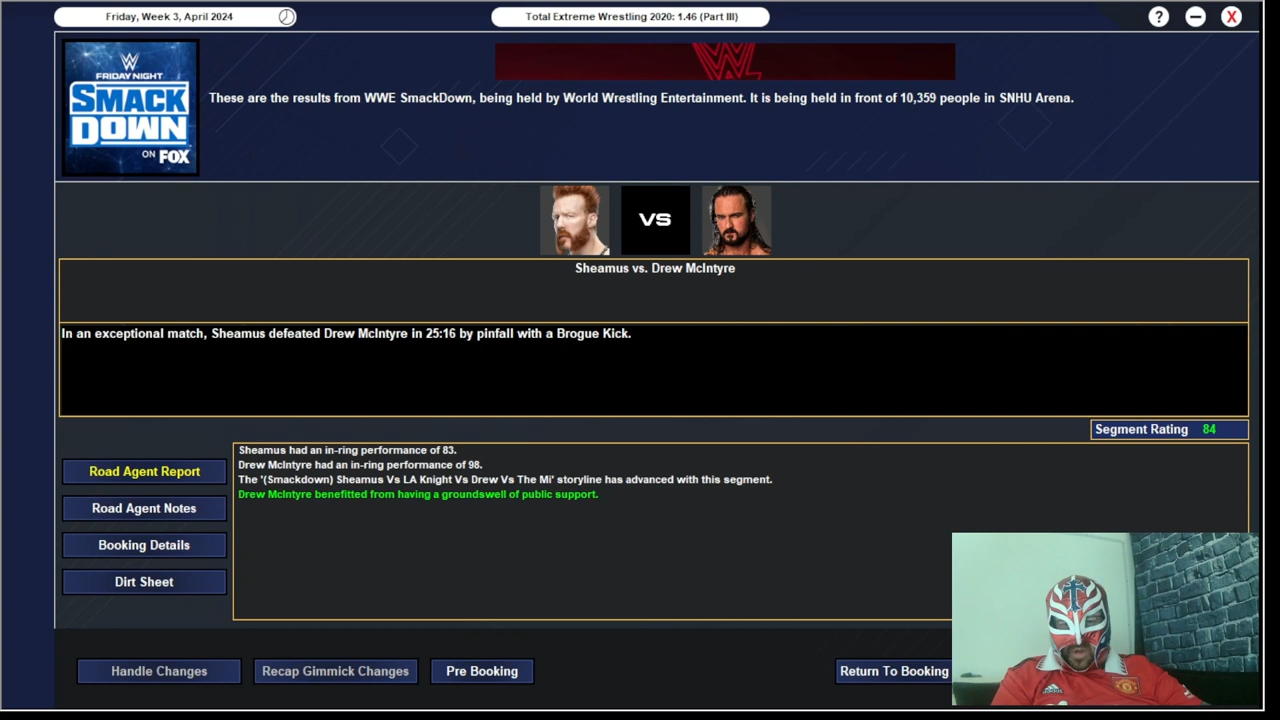 Friday, Week 3, April 2024
Total Extreme Wrestling 2020: 1.46 (Part III)
?
X
FRIDAY NIGHT
SMACK
DOWN
ON FOX
These are the results from WWE SmackDown, being held by World Wrestling Entertainment. It is being held in front of 10,359 people in SNHU Arena.
VS
Sheamus vs. Drew McIntyre
In an exceptional match, Sheamus defeated Drew McIntyre in 25:16 by pinfall with a Brogue Kick.
Segment Rating 84
Road Agent Report
Road Agent Notes
Booking Details
Dirt Sheet
Sheamus had an in-ring performance of 83.
Drew McIntyre had an in-ring performance of 98.
The '(Smackdown) Sheamus Vs LA Knight Vs Drew Vs The Mi' storyline has advanced with this segment.
Drew McIntyre benefitted from having a groundswell of public support.
Handle Changes
Recap Gimmick Changes
Pre Booking
Return To Booking